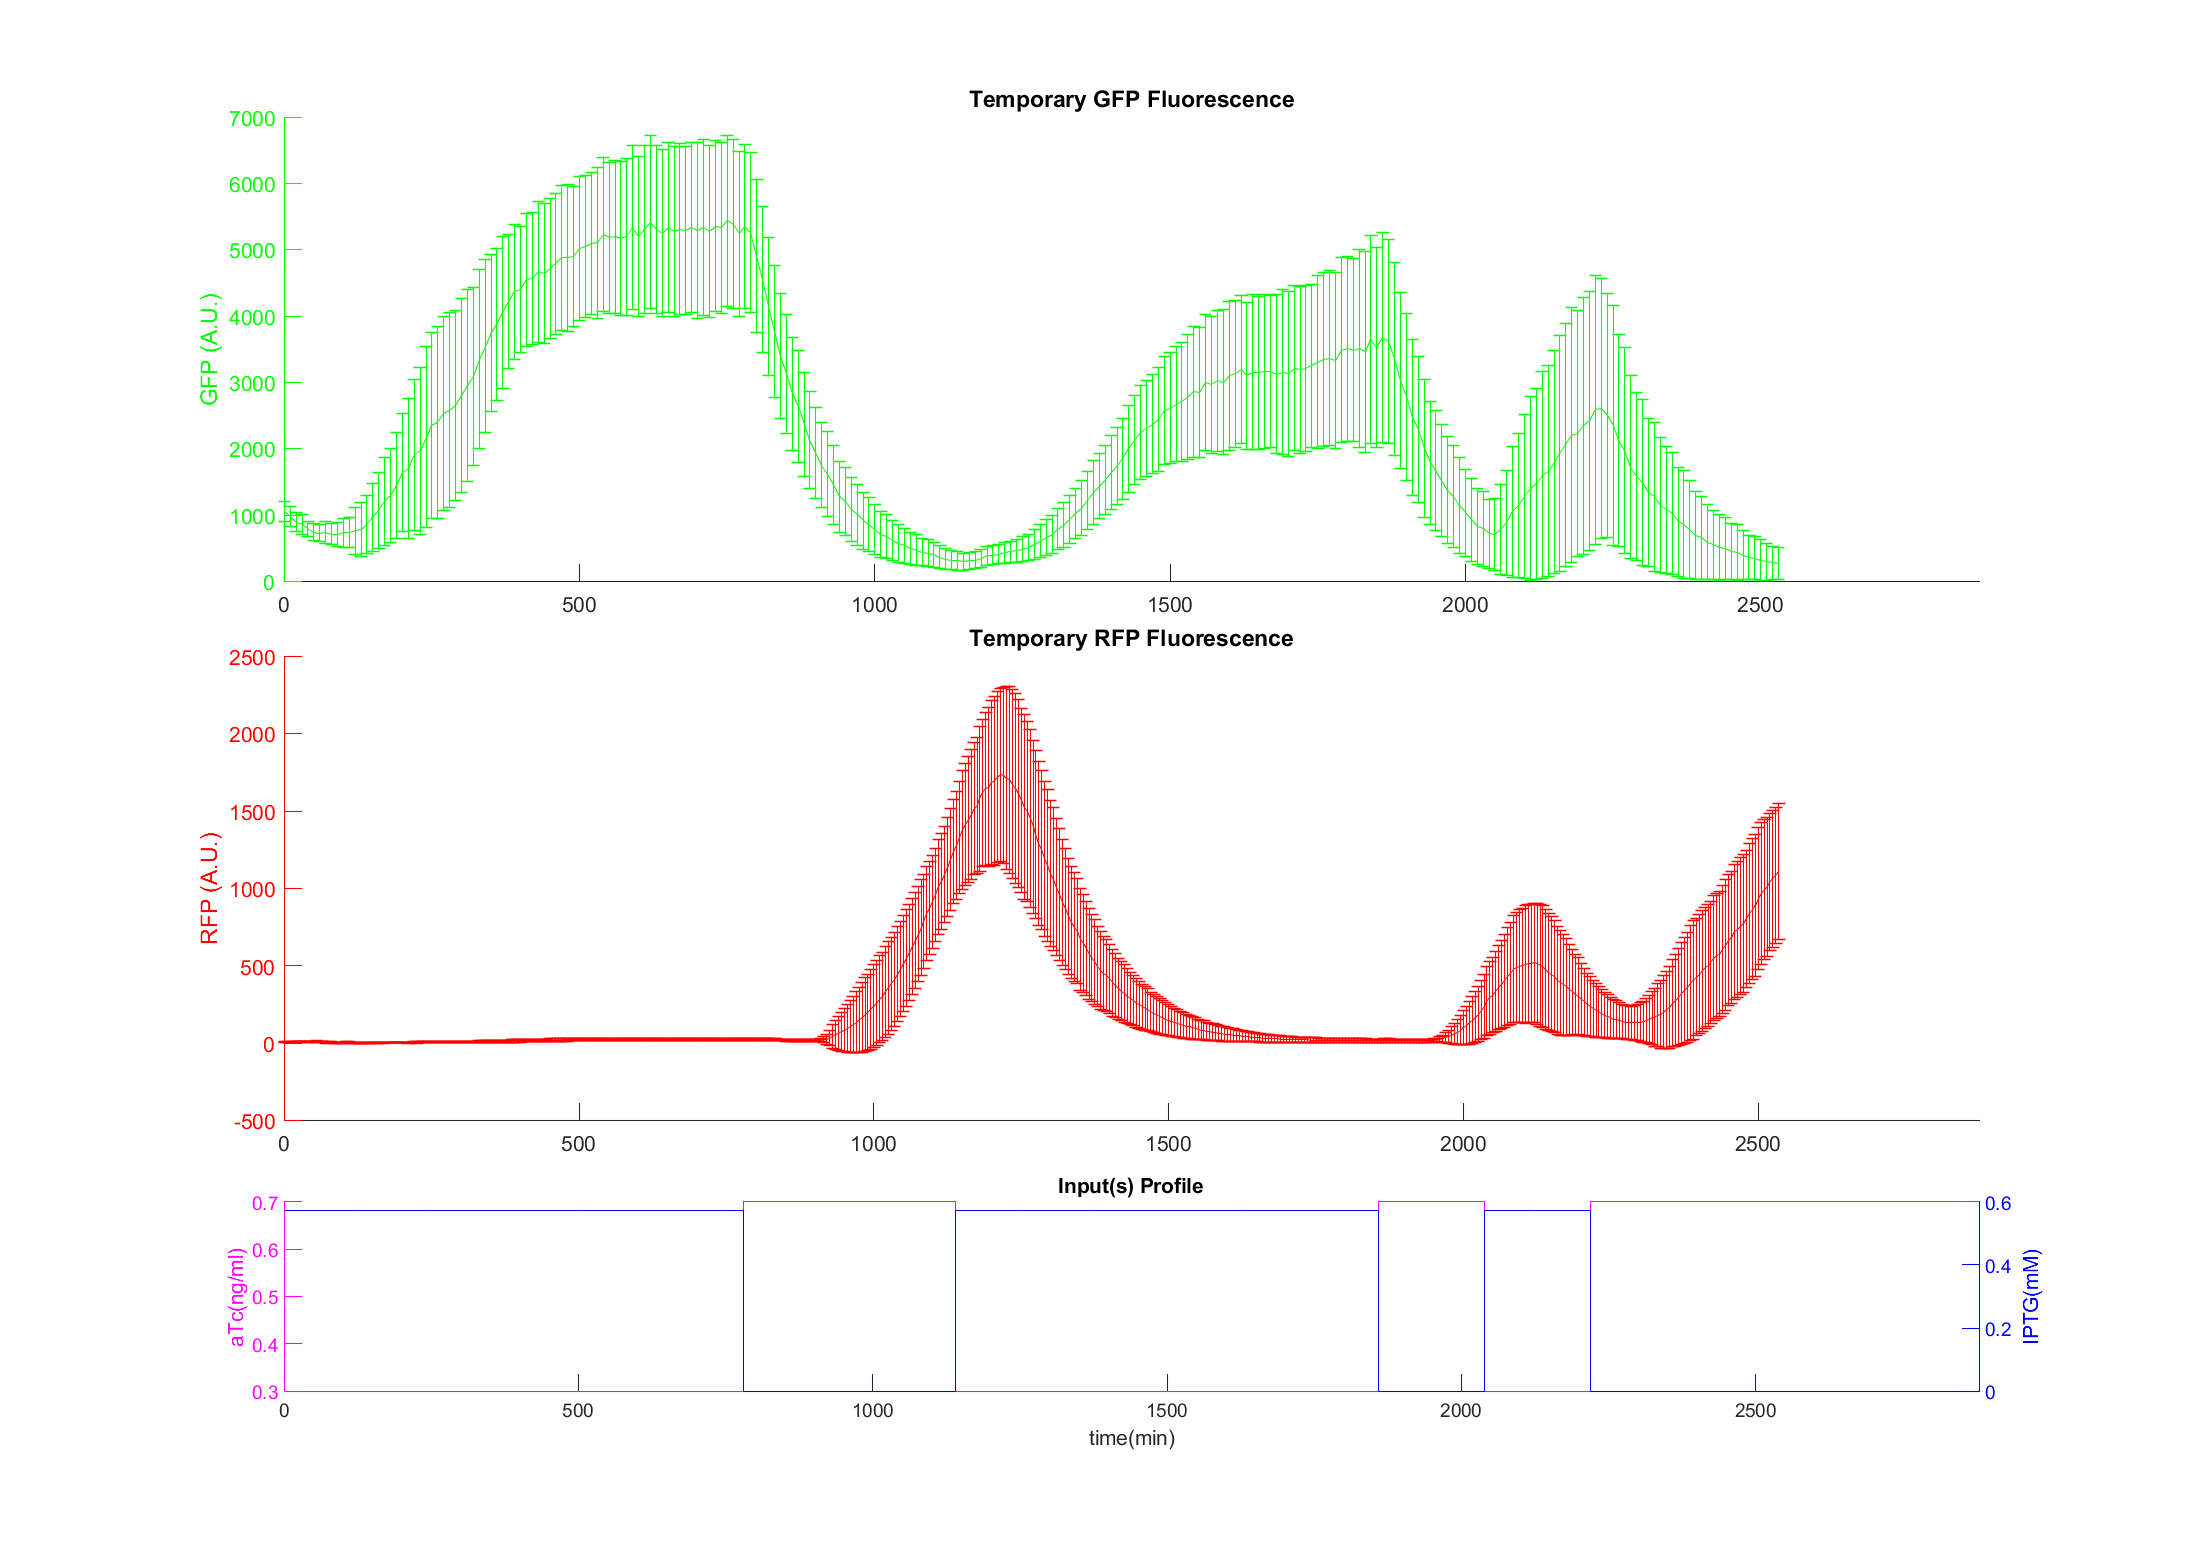 Temporary GFP Fluorescence
7000
6000
5000
4000
3000
2000
1000
0
GFP (A.U.)
0 500 1000 1500 2000 2500
Temporary RFP Fluorescence
2500
2000
1500
1000
500
0
-500
RFP (A.U.)
0 500 1000 1500 2000 2500
Input(s) Profile
0.7
0.6
0.5
0.4
0.3
aTc(ng/ml)
0.6
0.4
0.2
0
IPTG(mM)
0 500 1000 1500 2000 2500
time(min)